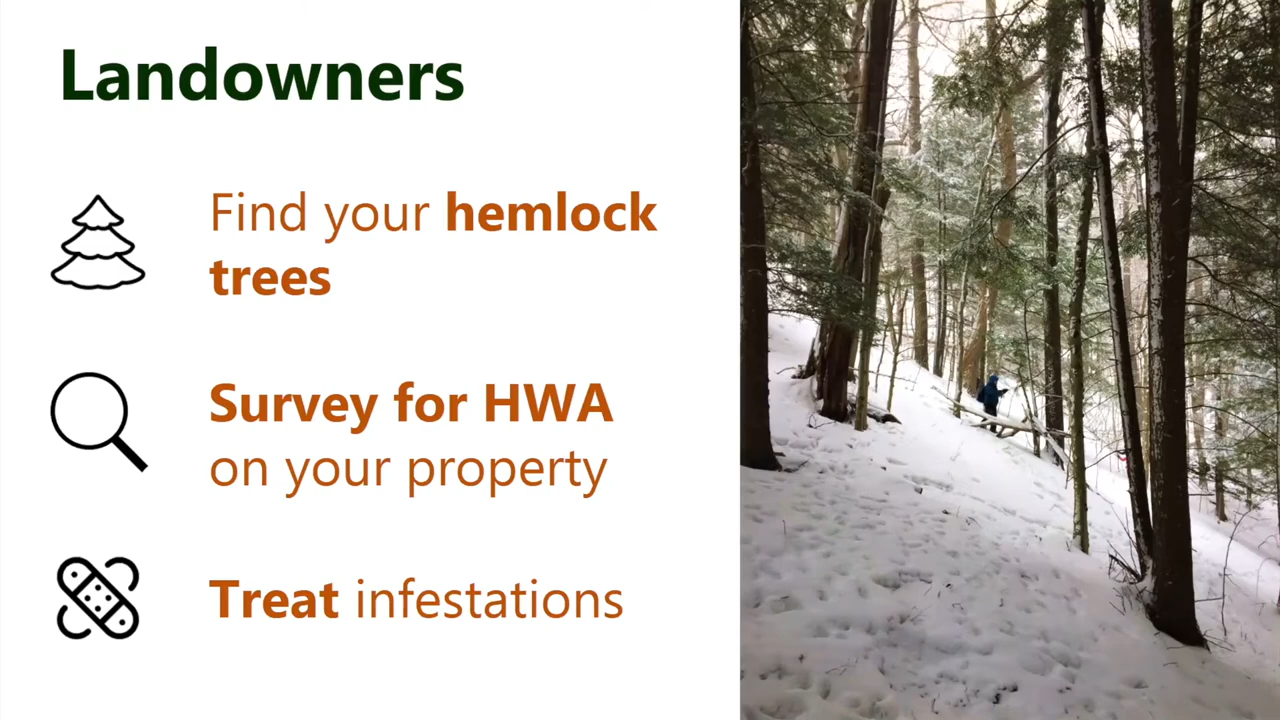 Landowners
Find your hemlock
trees
Survey for HWA
on your property
Treat infestations